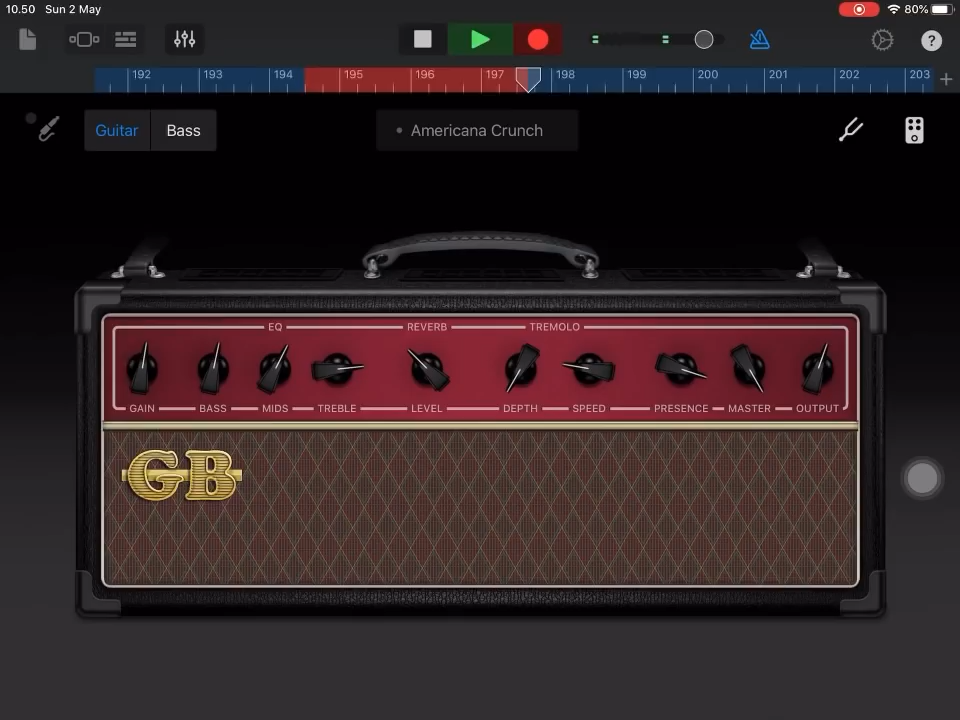 10.50 Sun 2 May
80%
?
192 193 194 195 196 197 198 199 200 201 202 203
Guitar Bass
• Americana Crunch
EQ REVERB TREMOLO
GAIN BASS MIDS TREBLE LEVEL DEPTH SPEED PRESENCE MASTER OUTPUT
GB